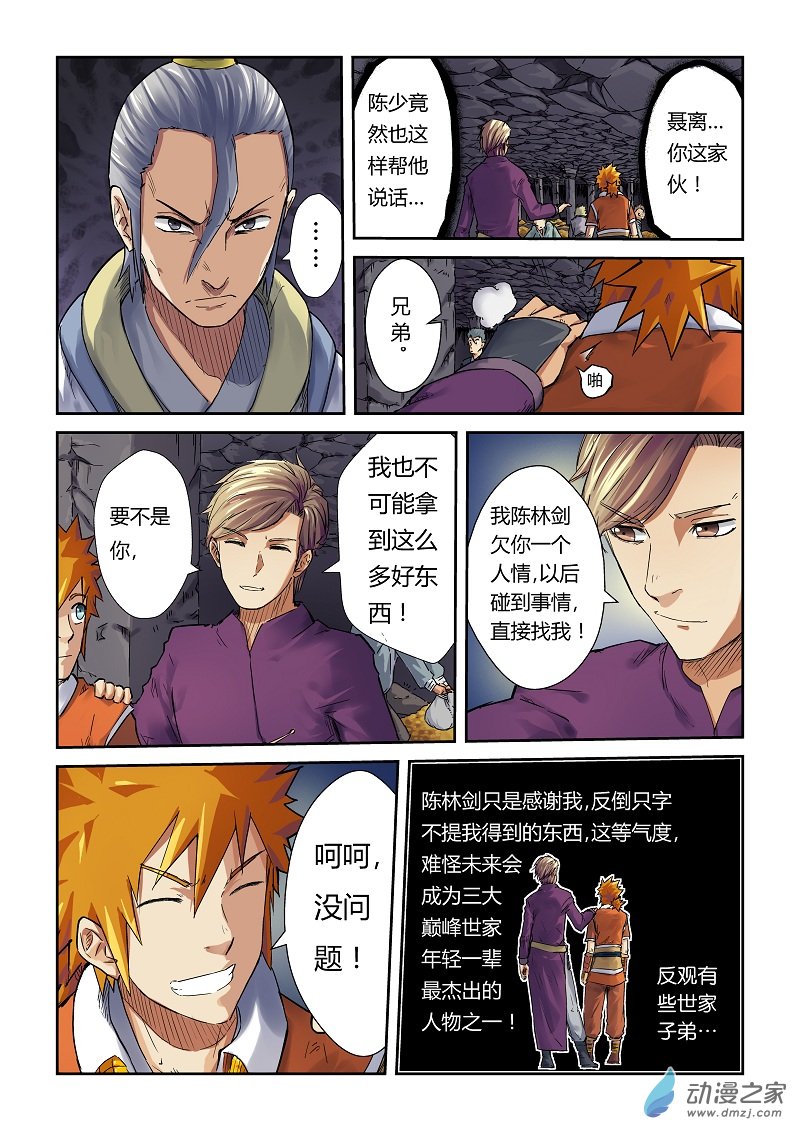 ……
陈少竟
然也这
样帮他
说话…
聂离…
你这家
伙！
兄弟。
啪
要不是
你，
我也不
可能拿
到这么
多好东
西！
我陈林剑
欠你一个
人情，以后
碰到事情，
直接找我！
呵呵，
没问
题！
陈林剑只是感谢我，反倒只字
不提我得到的东西，这等气度，
难怪未来会
成为三大
巅峰世家
年轻一辈
最杰出的
人物之一！
反观有
些世家
子弟…
动漫之家
www.dmzj.com